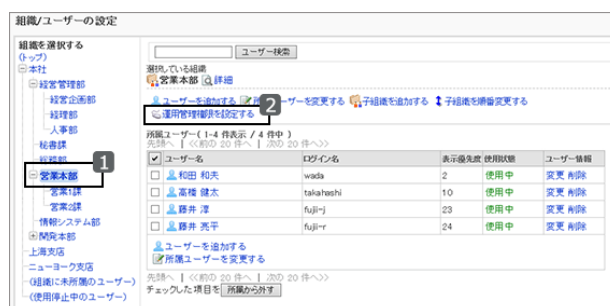 組織/ユーザーの設定
組織を選択する
(トップ)
本社
経営管理部
経営企画部
経理部
人事部
秘書課
総務部
1
営業本部
営業1課
営業2課
情報システム部
開発本部
上海支店
ニューヨーク支店
(組織に未所属のユーザー)
(使用停止中のユーザー)
ユーザー検索
選択している組織
営業本部 詳細
ユーザーを追加する ユーザーを変更する 子組織を追加する 子組織を順番変更する
2
運用管理権限を設定する
所属ユーザー( 1-4 件表示 / 4 件中 )
先頭へ | <<前の 20 件へ | 次の 20 件へ>>
ユーザー名 ログイン名 表示優先度 使用状態 ユーザー情報
和田 和夫 wada 2 使用中 変更 削除
高橋 健太 takahashi 10 使用中 変更 削除
藤井 淳 fujii-j 23 使用中 変更 削除
藤井 亮平 fujii-r 24 使用中 変更 削除
ユーザーを追加する
所属ユーザーを変更する
先頭へ | <<前の 20 件へ | 次の 20 件へ>>
チェックした項目を 所属から外す